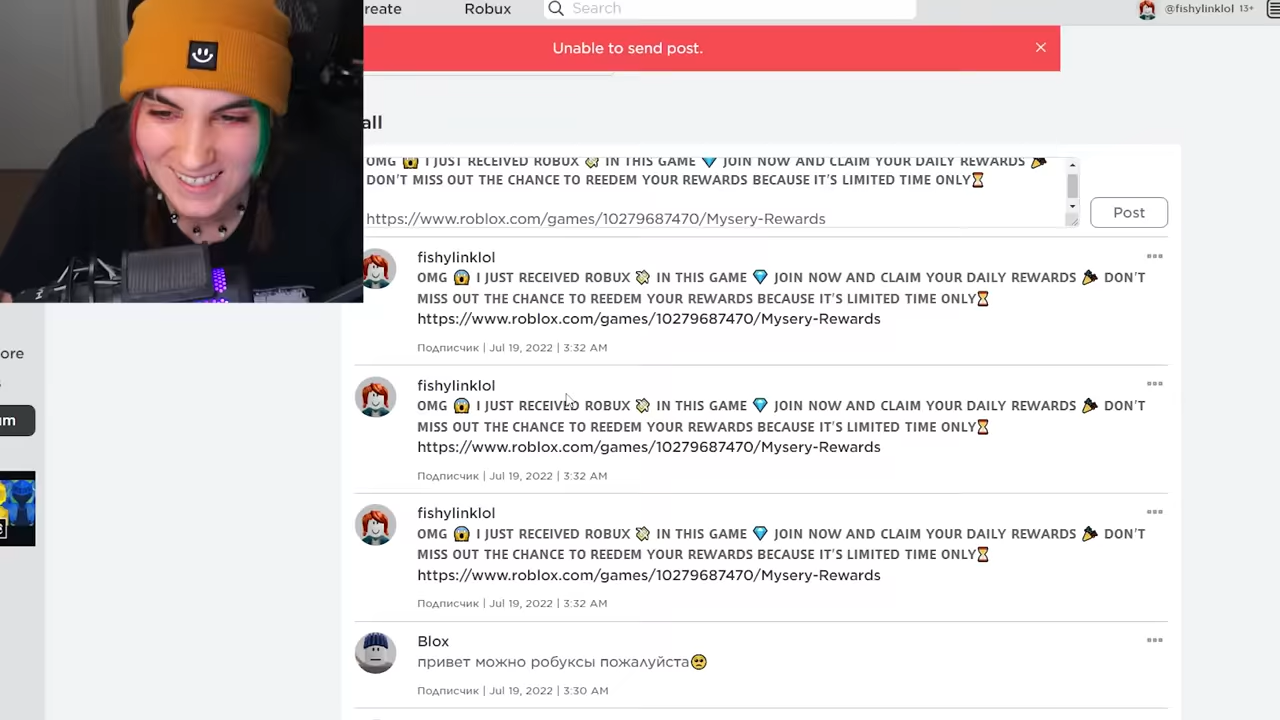 reate Robux Search @fishylinklol 13+
Unable to send post.
all
OMG 😱 I JUST RECEIVED ROBUX 💸 IN THIS GAME 💎 JOIN NOW AND CLAIM YOUR DAILY REWARDS 🎉
DON'T MISS OUT THE CHANCE TO REEDEM YOUR REWARDS BECAUSE IT'S LIMITED TIME ONLY⏳
https://www.roblox.com/games/10279687470/Mysery-Rewards
Post
fishylinklol
OMG 😱 I JUST RECEIVED ROBUX 💸 IN THIS GAME 💎 JOIN NOW AND CLAIM YOUR DAILY REWARDS 🎉 DON'T
MISS OUT THE CHANCE TO REEDEM YOUR REWARDS BECAUSE IT'S LIMITED TIME ONLY⏳
https://www.roblox.com/games/10279687470/Mysery-Rewards
Подписчик | Jul 19, 2022 | 3:32 AM
fishylinklol
OMG 😱 I JUST RECEIVED ROBUX 💸 IN THIS GAME 💎 JOIN NOW AND CLAIM YOUR DAILY REWARDS 🎉 DON'T
MISS OUT THE CHANCE TO REEDEM YOUR REWARDS BECAUSE IT'S LIMITED TIME ONLY⏳
https://www.roblox.com/games/10279687470/Mysery-Rewards
Подписчик | Jul 19, 2022 | 3:32 AM
ore
fishylinklol
OMG 😱 I JUST RECEIVED ROBUX 💸 IN THIS GAME 💎 JOIN NOW AND CLAIM YOUR DAILY REWARDS 🎉 DON'T
MISS OUT THE CHANCE TO REEDEM YOUR REWARDS BECAUSE IT'S LIMITED TIME ONLY⏳
https://www.roblox.com/games/10279687470/Mysery-Rewards
Подписчик | Jul 19, 2022 | 3:32 AM
um
Blox
привет можно робуксы пожалуйста🥺
Подписчик | Jul 19, 2022 | 3:30 AM